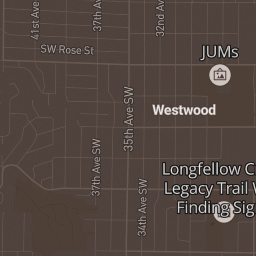 41st Ave
37th Ave
32nd Ave
SW Rose St
JUMs
Westwood
35th Ave SW
37th Ave SW
Longfellow C
Legacy Trail W
Finding Sig
34th Ave SW